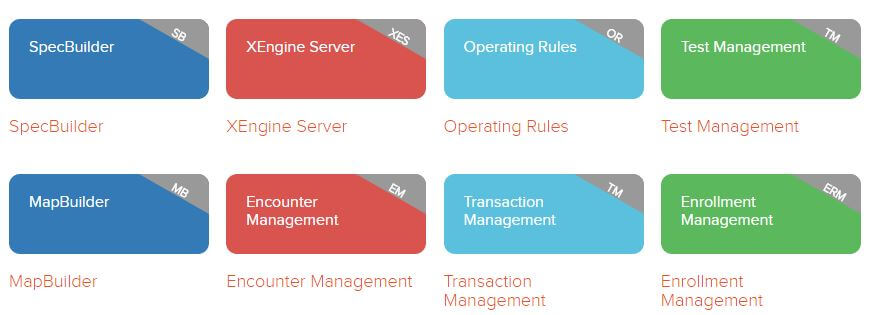 SpecBuilder
SB
XEngine Server
XES
Operating Rules
OR
Test Management
TM
SpecBuilder
XEngine Server
Operating Rules
Test Management
MapBuilder
MB
Encounter
Management
EM
Transaction
Management
TM
Enrollment
Management
ERM
MapBuilder
Encounter Management
Transaction
Management
Enrollment
Management